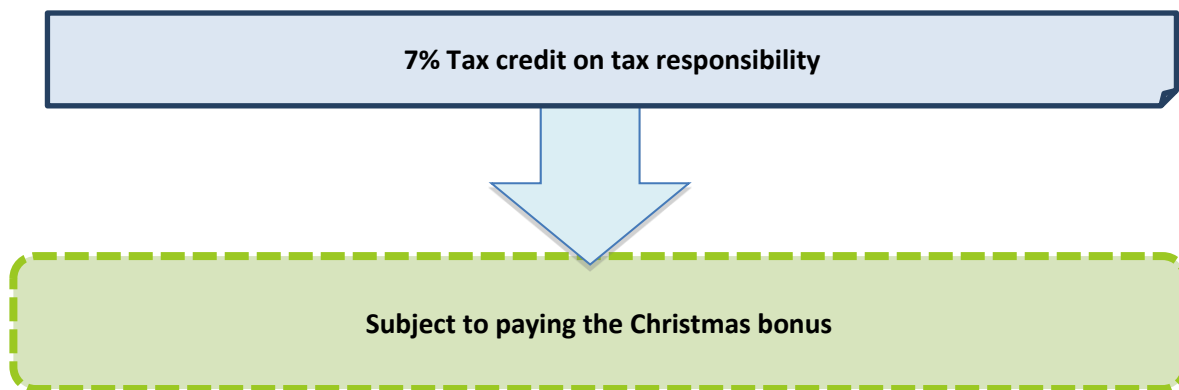 7% Tax credit on tax responsibility
Subject to paying the Christmas bonus